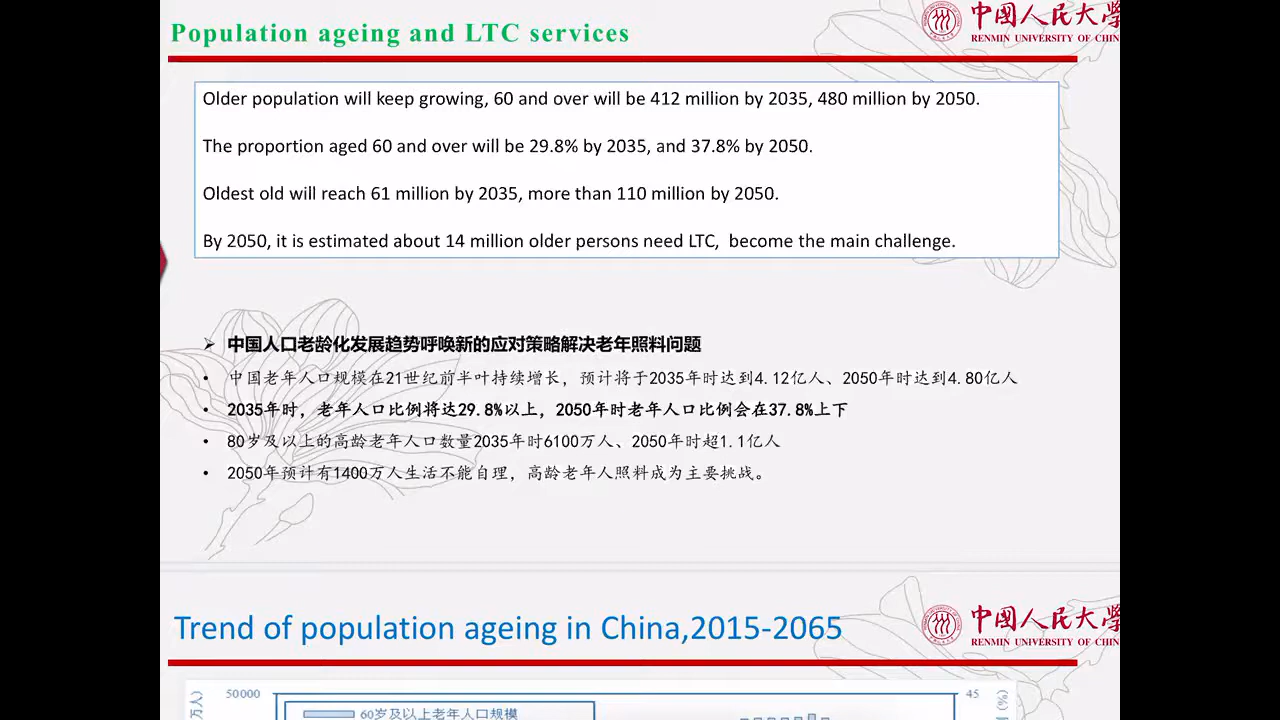 Population ageing and LTC services
中国人民大学
RENMIN UNIVERSITY OF CHIN
Older population will keep growing, 60 and over will be 412 million by 2035, 480 million by 2050.
The proportion aged 60 and over will be 29.8% by 2035, and 37.8% by 2050.
Oldest old will reach 61 million by 2035, more than 110 million by 2050.
By 2050, it is estimated about 14 million older persons need LTC, become the main challenge.
➢ 中国人口老龄化发展趋势呼唤新的应对策略解决老年照料问题
• 中国老年人口规模在21世纪前半叶持续增长，预计将于2035年时达到4.12亿人、2050年时达到4.80亿人
• 2035年时，老年人口比例将达29.8%以上，2050年时老年人口比例会在37.8%上下
• 80岁及以上的高龄老年人口数量2035年时6100万人、2050年时超1.1亿人
• 2050年预计有1400万人生活不能自理，高龄老年人照料成为主要挑战。
Trend of population ageing in China,2015-2065
中国人民大学
RENMIN UNIVERSITY OF CHIN
50000
45
万人)
(%)
60岁及以上老年人口规模